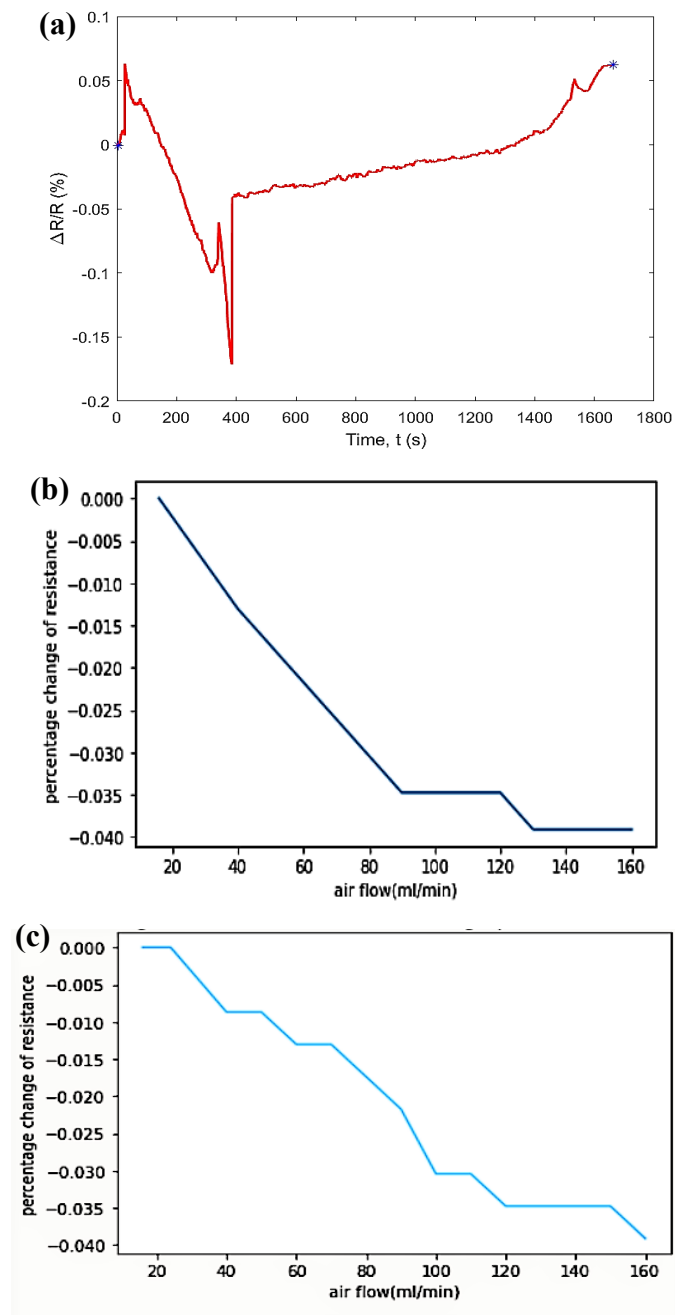 (a)
0.1
0.05
0
-0.05
-0.1
-0.15
-0.2
ΔR/R (%)
0 200 400 600 800 1000 1200 1400 1600 1800
Time, t (s)
(b)
0.000
−0.005
−0.010
−0.015
−0.020
−0.025
−0.030
−0.035
−0.040
percentage change of resistance
20 40 60 80 100 120 140 160
air flow(ml/min)
(c)
0.000
−0.005
−0.010
−0.015
−0.020
−0.025
−0.030
−0.035
−0.040
percentage change of resistance
20 40 60 80 100 120 140 160
air flow(ml/min)